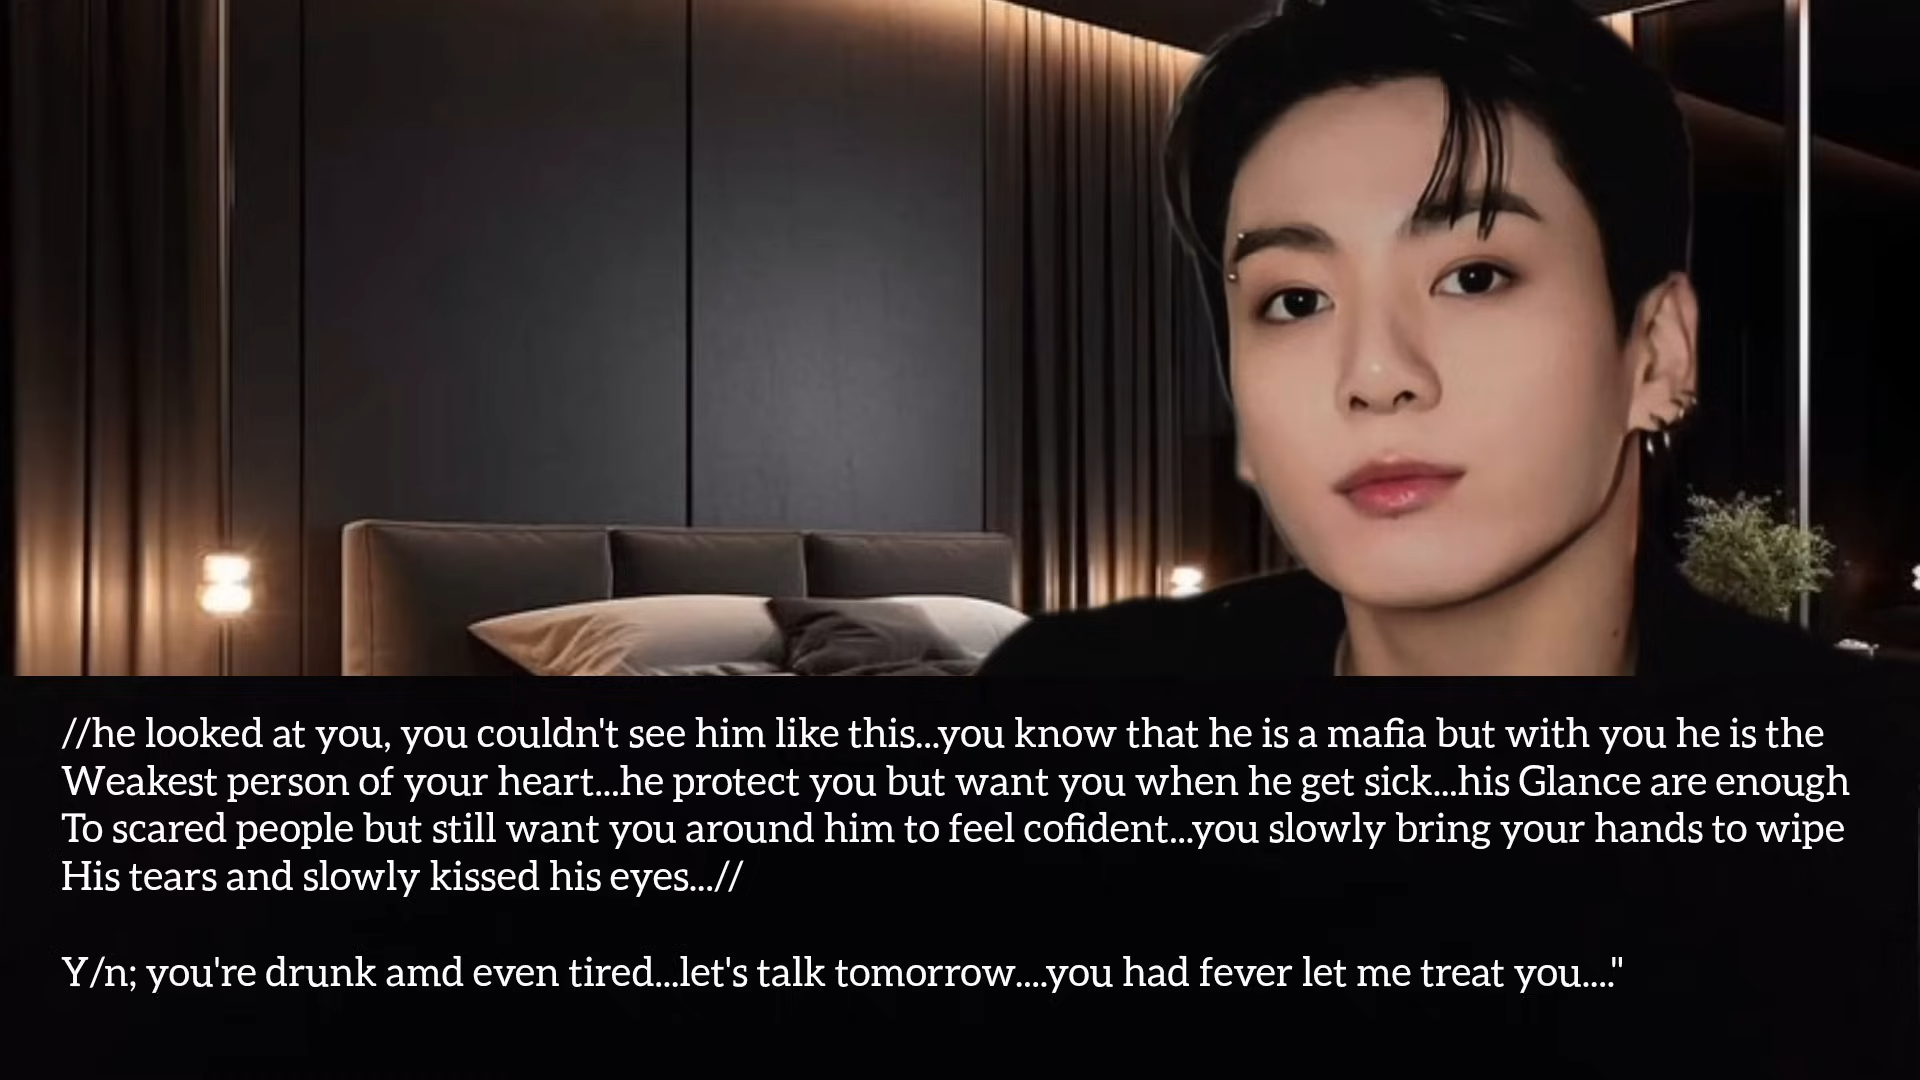 //he looked at you, you couldn't see him like this...you know that he is a mafia but with you he is the
Weakest person of your heart...he protect you but want you when he get sick...his Glance are enough
To scared people but still want you around him to feel cofident...you slowly bring your hands to wipe
His tears and slowly kissed his eyes...//
Y/n; you're drunk amd even tired...let's talk tomorrow....you had fever let me treat you...."